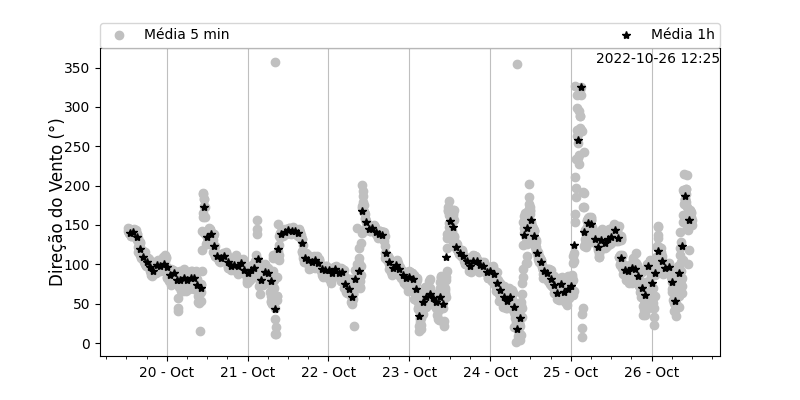 Média 5 min
Média 1h
2022-10-26 12:25
Direção do Vento (°)
350
300
250
200
150
100
50
0
20 - Oct
21 - Oct
22 - Oct
23 - Oct
24 - Oct
25 - Oct
26 - Oct